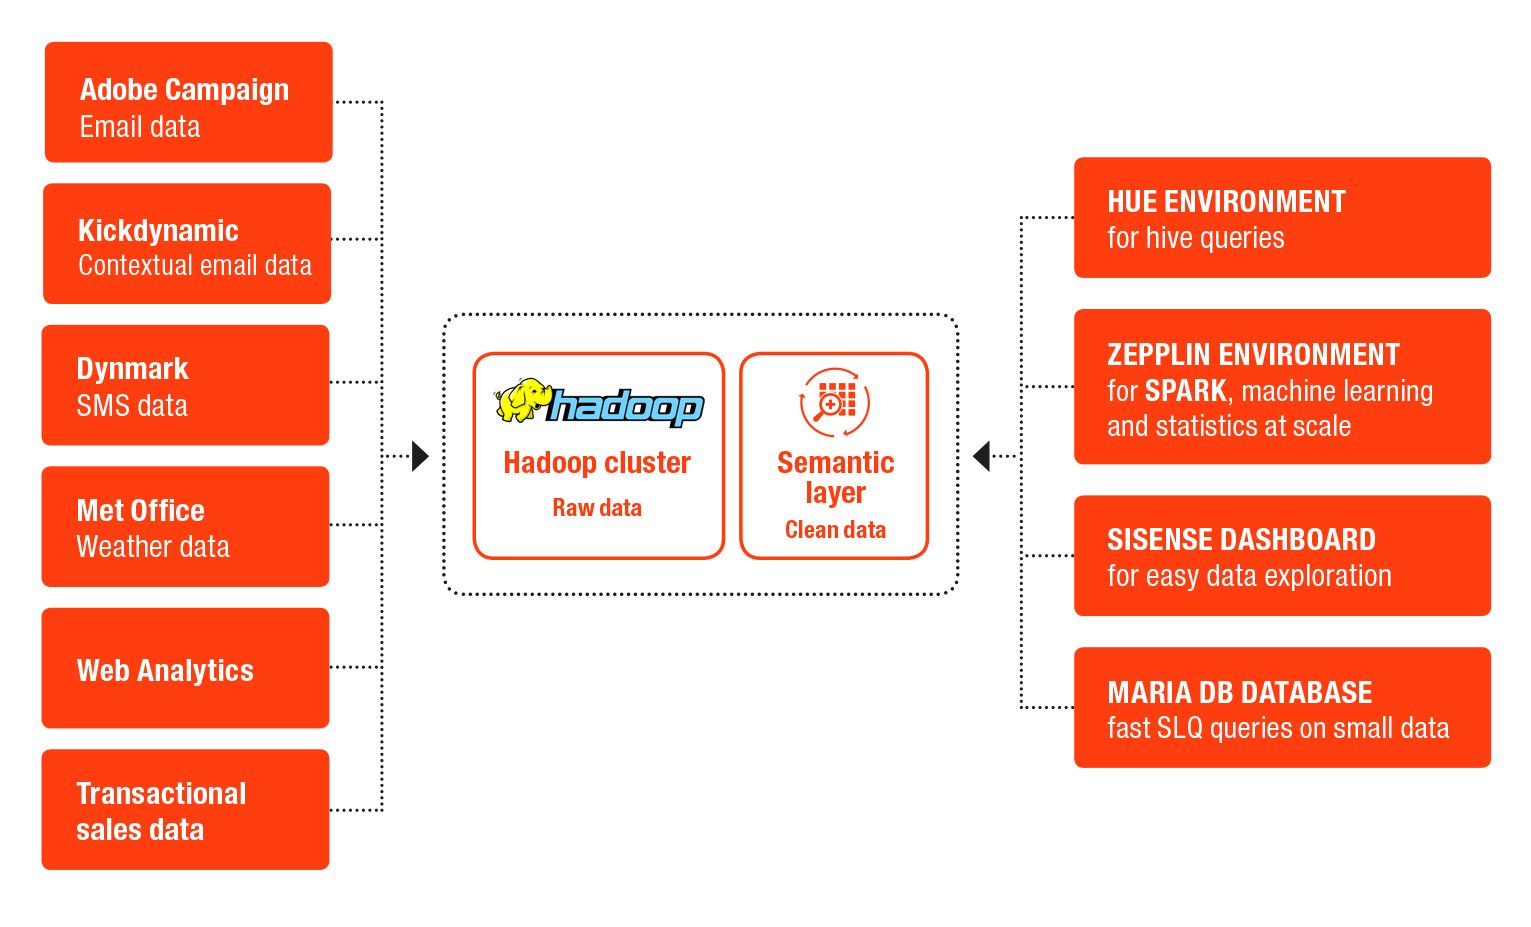 Adobe Campaign
Email data
Kickdynamic
Contextual email data
Dynmark
SMS data
Met Office
Weather data
Web Analytics
Transactional
sales data
hadoop
Hadoop cluster
Raw data
Semantic
layer
Clean data
HUE ENVIRONMENT
for hive queries
ZEPPLIN ENVIRONMENT
for SPARK, machine learning
and statistics at scale
SISENSE DASHBOARD
for easy data exploration
MARIA DB DATABASE
fast SLQ queries on small data